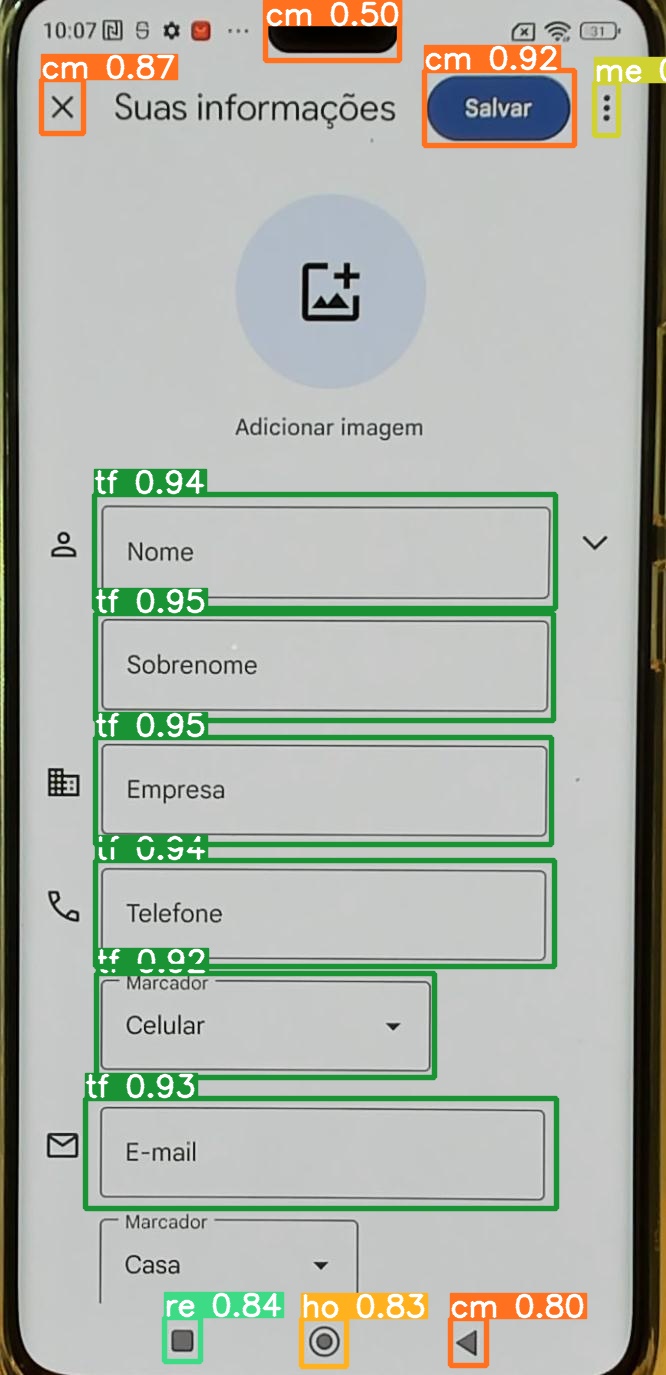 cm 0.50
10:07
31
cm 0.87
cm 0.92
me 0
Suas informações
Salvar
Adicionar imagem
tf 0.94
Nome
tf 0.95
Sobrenome
tf 0.95
Empresa
tf 0.94
Telefone
tf 0.92
Marcador
Celular
tf 0.93
E-mail
Marcador
Casa
re 0.84
ho 0.83
cm 0.80